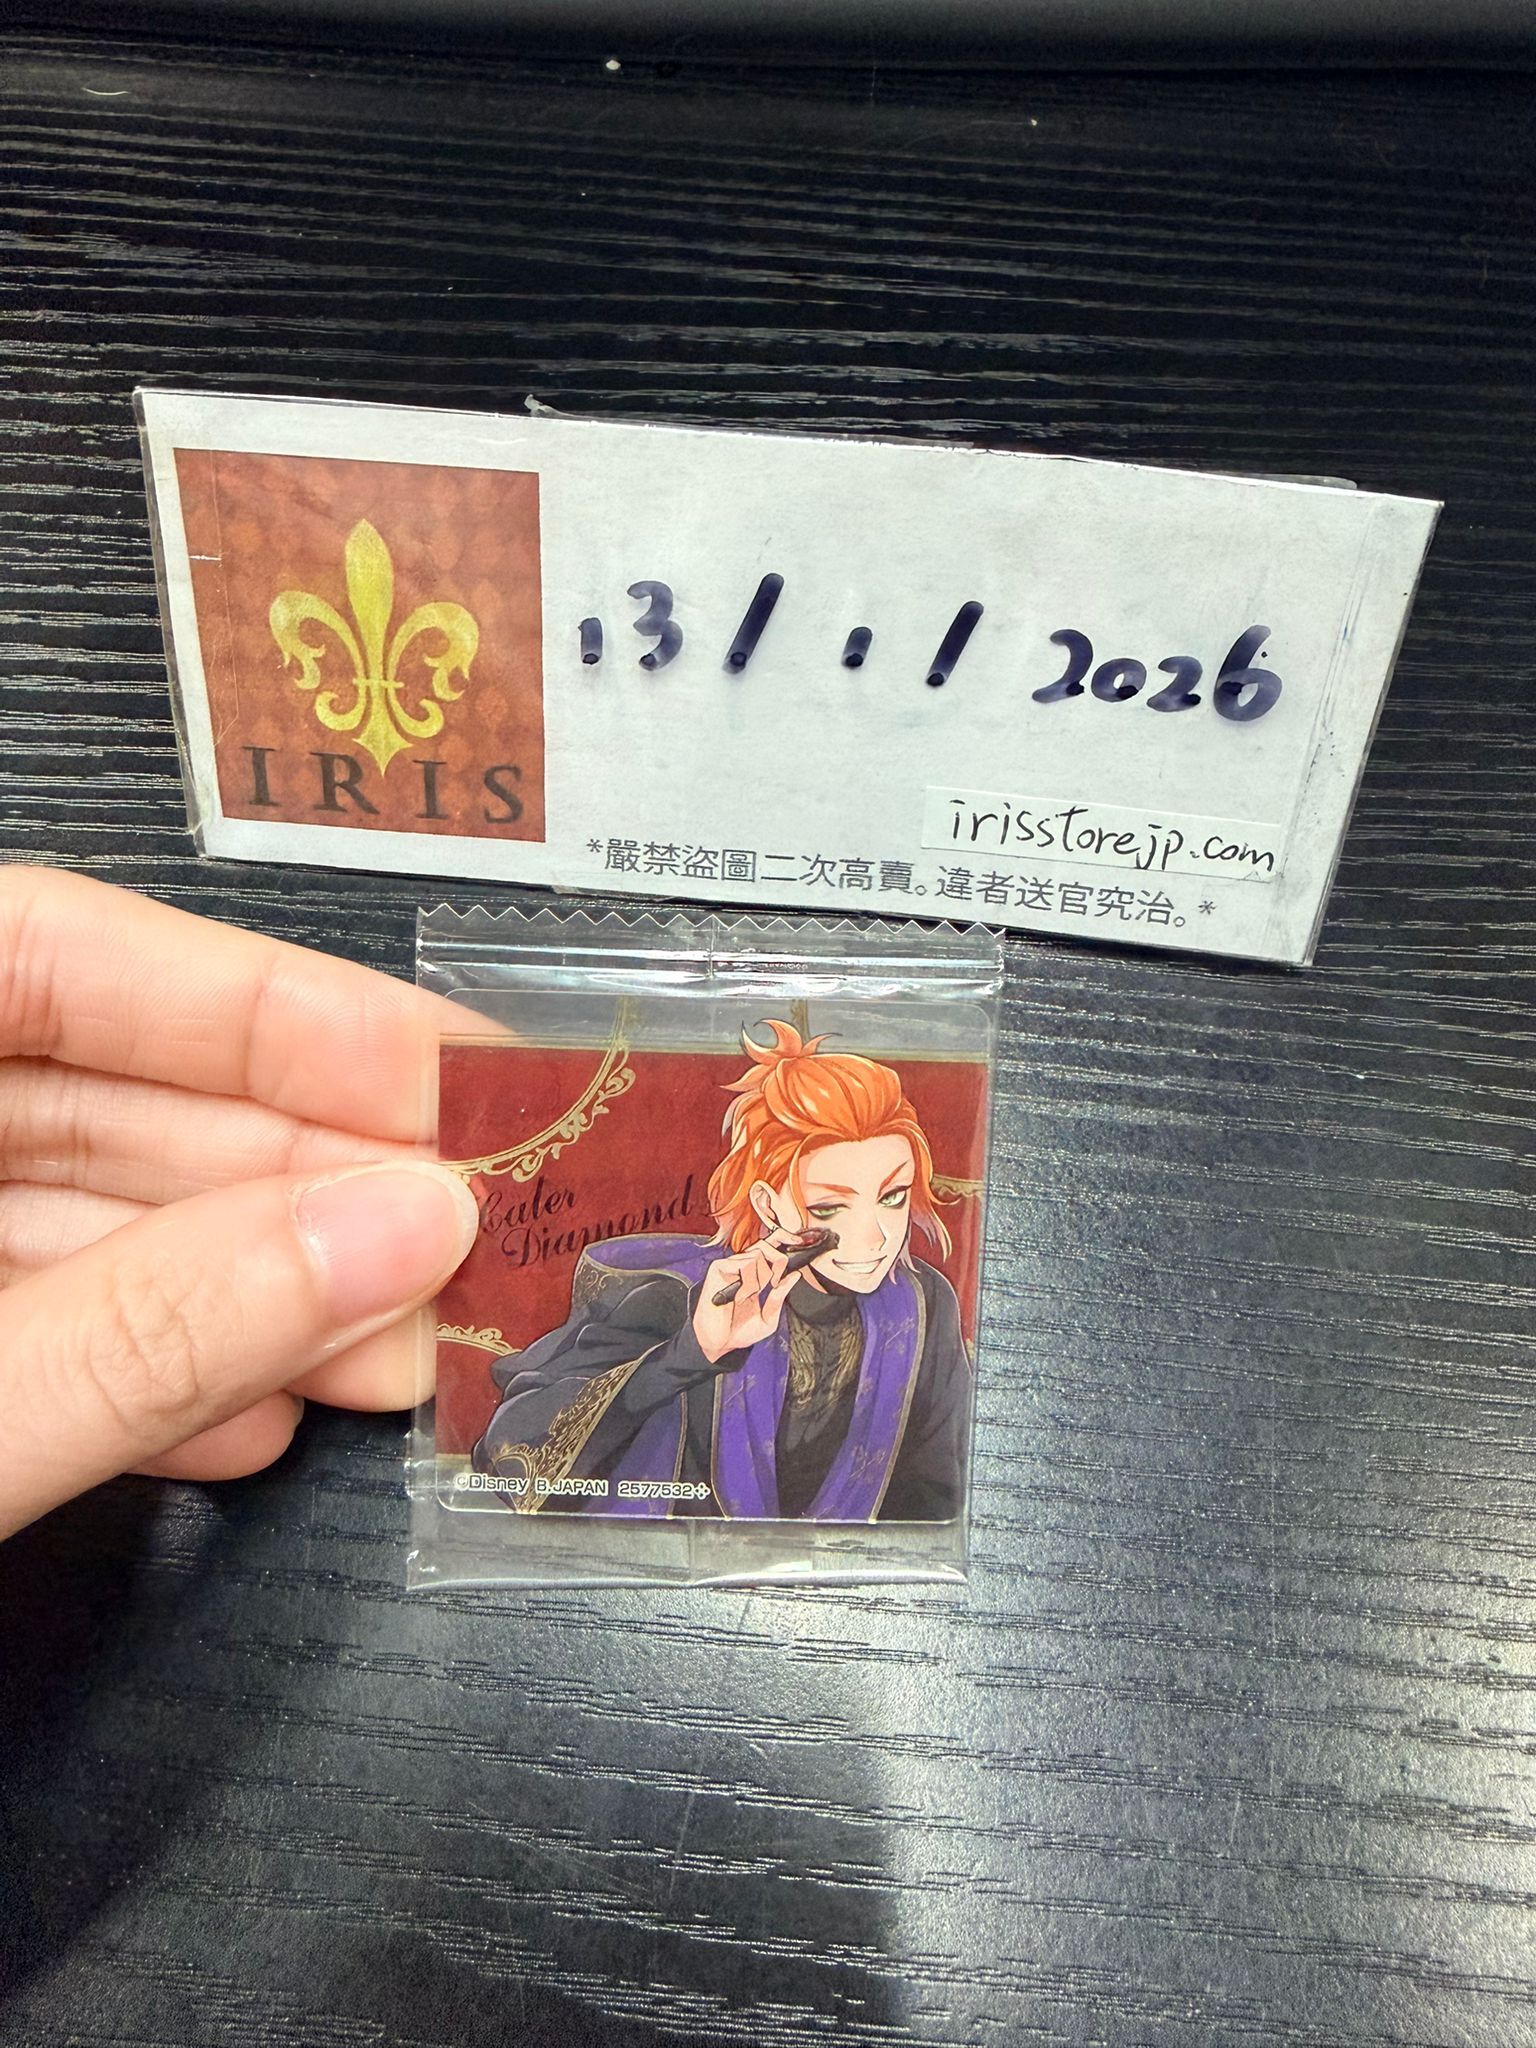 IRIS
13/1/2026
irisstorejp.com
*嚴禁盜圖二次高賣。違者送官究治。*
Cater
Diamond
©Disney B.JAPAN 2577532